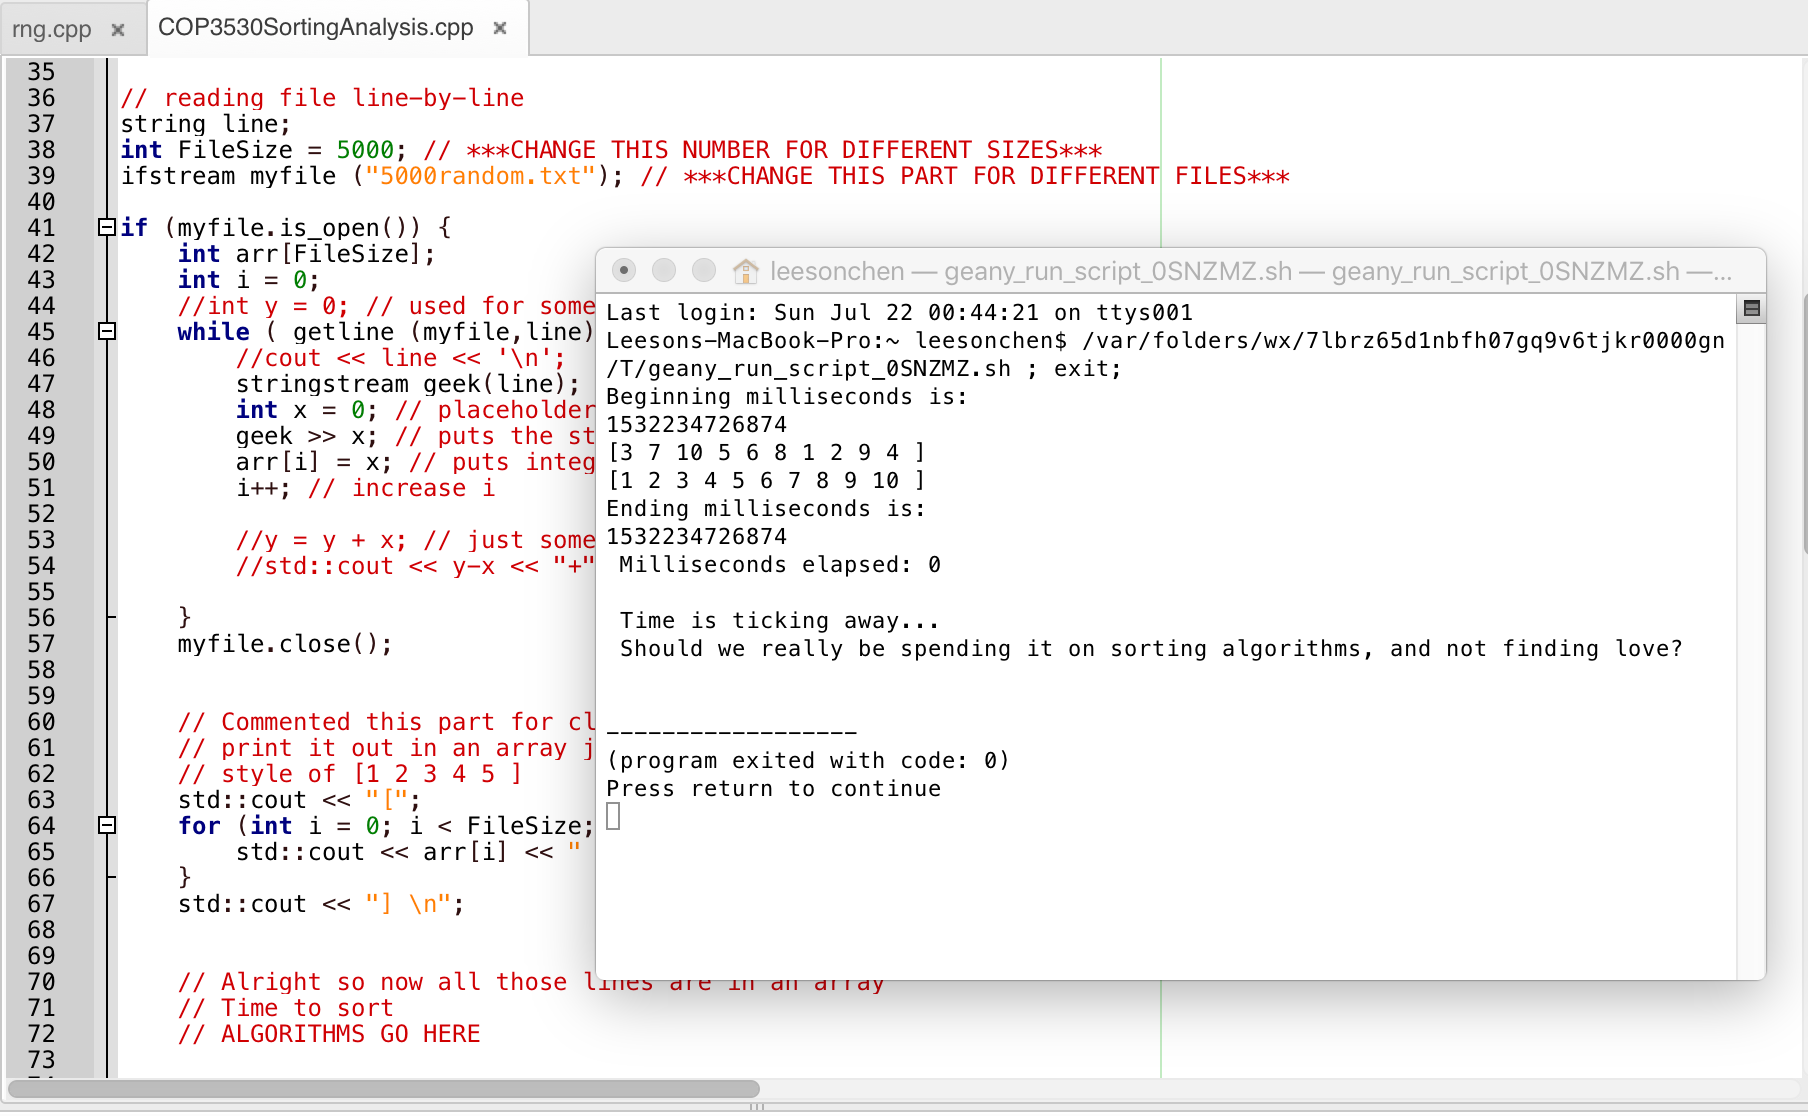 rng.cpp × COP3530SortingAnalysis.cpp ×
35
36 // reading file line-by-line
37 string line;
38 int FileSize = 5000; // ***CHANGE THIS NUMBER FOR DIFFERENT SIZES***
39 ifstream myfile ("5000random.txt"); // ***CHANGE THIS PART FOR DIFFERENT FILES***
40
41 if (myfile.is_open()) {
42 int arr[FileSize];
43 int i = 0;
44 //int y = 0; // used for some
45 while ( getline (myfile,line)
46 //cout << line << '\n';
47 stringstream geek(line);
48 int x = 0; // placeholder
49 geek >> x; // puts the st
50 arr[i] = x; // puts integ
51 i++; // increase i
52
53 //y = y + x; // just some
54 //std::cout << y-x << "+"
55
56 }
57 myfile.close();
58
59
60 // Commented this part for cl
61 // print it out in an array j
62 // style of [1 2 3 4 5 ]
63 std::cout << "[";
64 for (int i = 0; i < FileSize;
65 std::cout << arr[i] << "
66 }
67 std::cout << "] \n";
68
69
70 // Alright so now all those lines are in an array
71 // Time to sort
72 // ALGORITHMS GO HERE
73
leesonchen — geany_run_script_0SNZMZ.sh — geany_run_script_0SNZMZ.sh —...
Last login: Sun Jul 22 00:44:21 on ttys001
Leesons-MacBook-Pro:~ leesonchen$ /var/folders/wx/7lbrz65d1nbfh07gq9v6tjkr0000gn
/T/geany_run_script_0SNZMZ.sh ; exit;
Beginning milliseconds is:
1532234726874
[3 7 10 5 6 8 1 2 9 4 ]
[1 2 3 4 5 6 7 8 9 10 ]
Ending milliseconds is:
1532234726874
Milliseconds elapsed: 0
Time is ticking away...
Should we really be spending it on sorting algorithms, and not finding love?
------------------
(program exited with code: 0)
Press return to continue